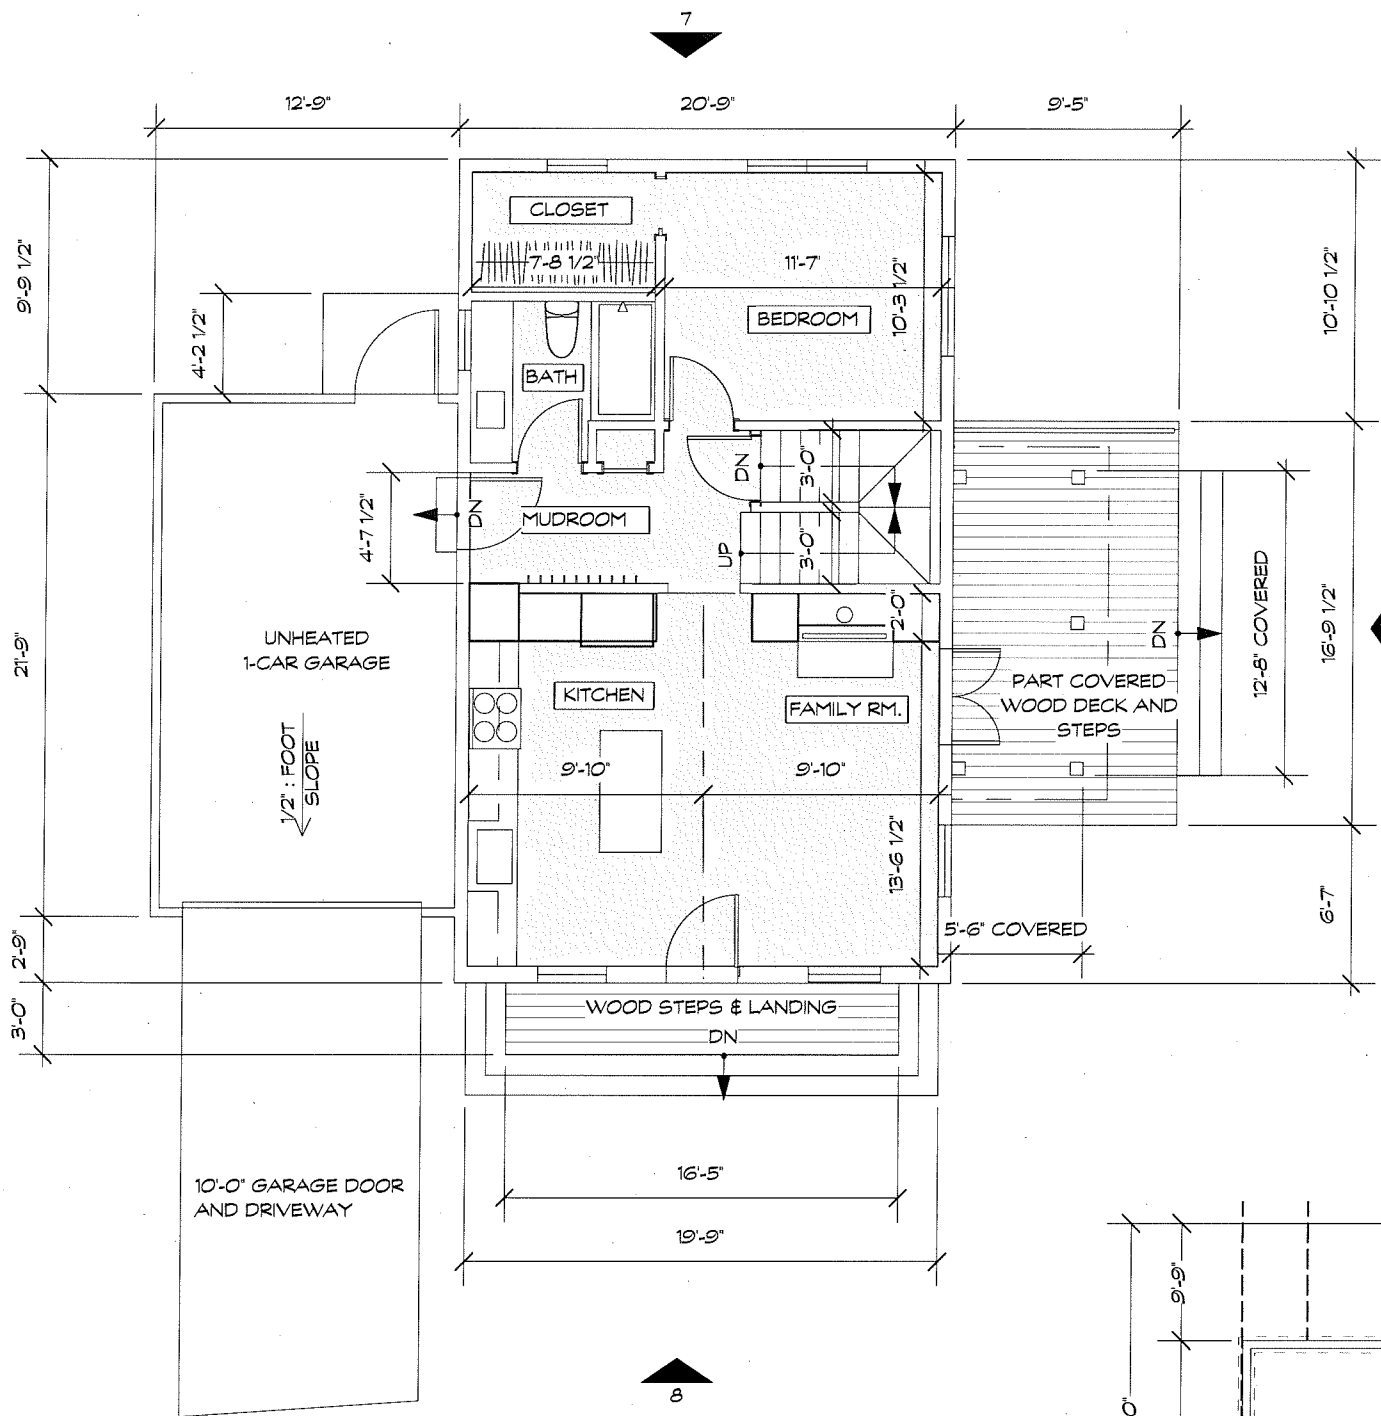 7
12'-9"
20'-9"
9'-5"
CLOSET
7-8 1/2"
11'-7"
10'-3 1/2"
9'-9 1/2"
4'-2 1/2"
10'-10 1/2"
BEDROOM
BATH
DN
3'-0"
4'-7 1/2"
DN
MUDROOM
UP
3'-0"
2'-0"
12'-8" COVERED
16'-9 1/2"
DN
UNHEATED
1-CAR GARAGE
21'-9"
KITCHEN
FAMILY RM.
PART COVERED
WOOD DECK AND
STEPS
1/2" : FOOT
SLOPE
9'-10"
9'-10"
13'-6 1/2"
6'-7"
5'-6" COVERED
2'-9"
3'-0"
WOOD STEPS & LANDING
DN
16'-5"
10'-0" GARAGE DOOR
AND DRIVEWAY
19'-9"
9'-9"
8
0"